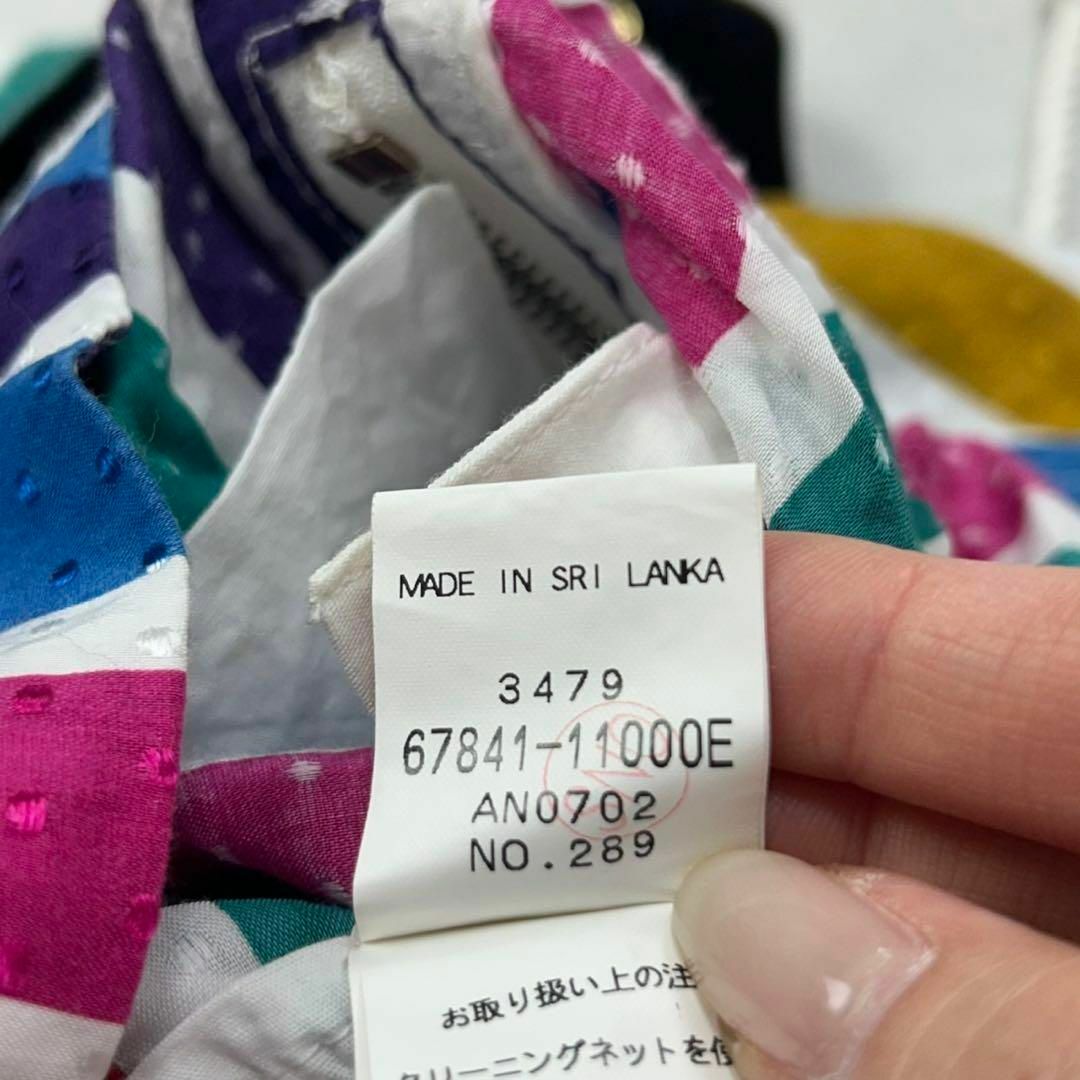 MADE IN SRI LANKA
3479
67841-11000E
AN0702
NO.289
お取り扱い上の注
クリーニングネットを使